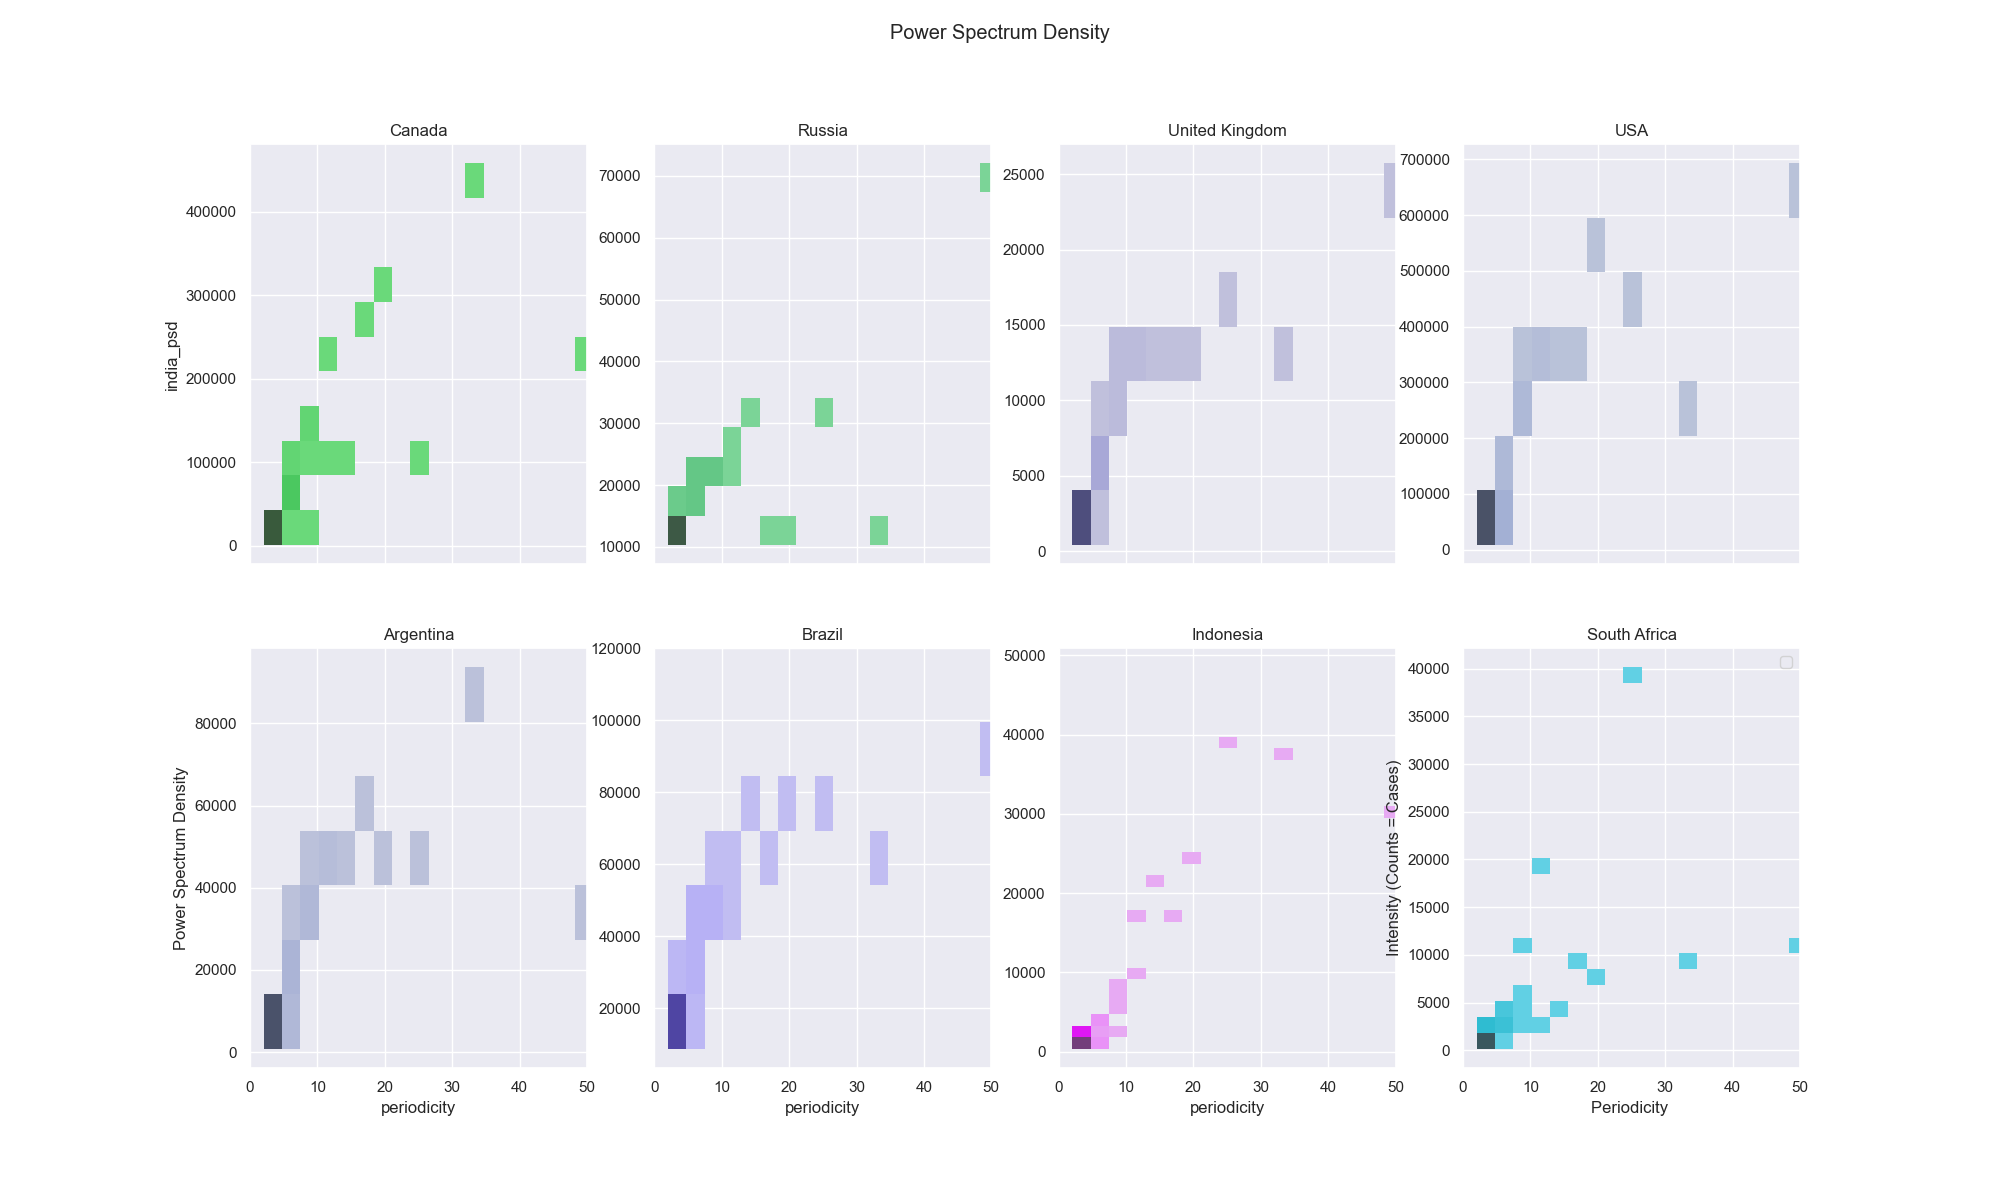 Power Spectrum Density
Canada
Russia
United Kingdom
USA
400000
300000
200000
100000
0
india_psd
70000
60000
50000
40000
30000
20000
10000
25000
20000
15000
10000
5000
0
700000
600000
500000
400000
300000
200000
100000
0
Argentina
Brazil
Indonesia
South Africa
80000
60000
40000
20000
0
Power Spectrum Density
0 10 20 30 40 50
periodicity
120000
100000
80000
60000
40000
20000
0 10 20 30 40 50
periodicity
50000
40000
30000
20000
10000
0
0 10 20 30 40 50
periodicity
Intensity (Counts = Cases)
40000
35000
30000
25000
20000
15000
10000
5000
0
0 10 20 30 40 50
Periodicity